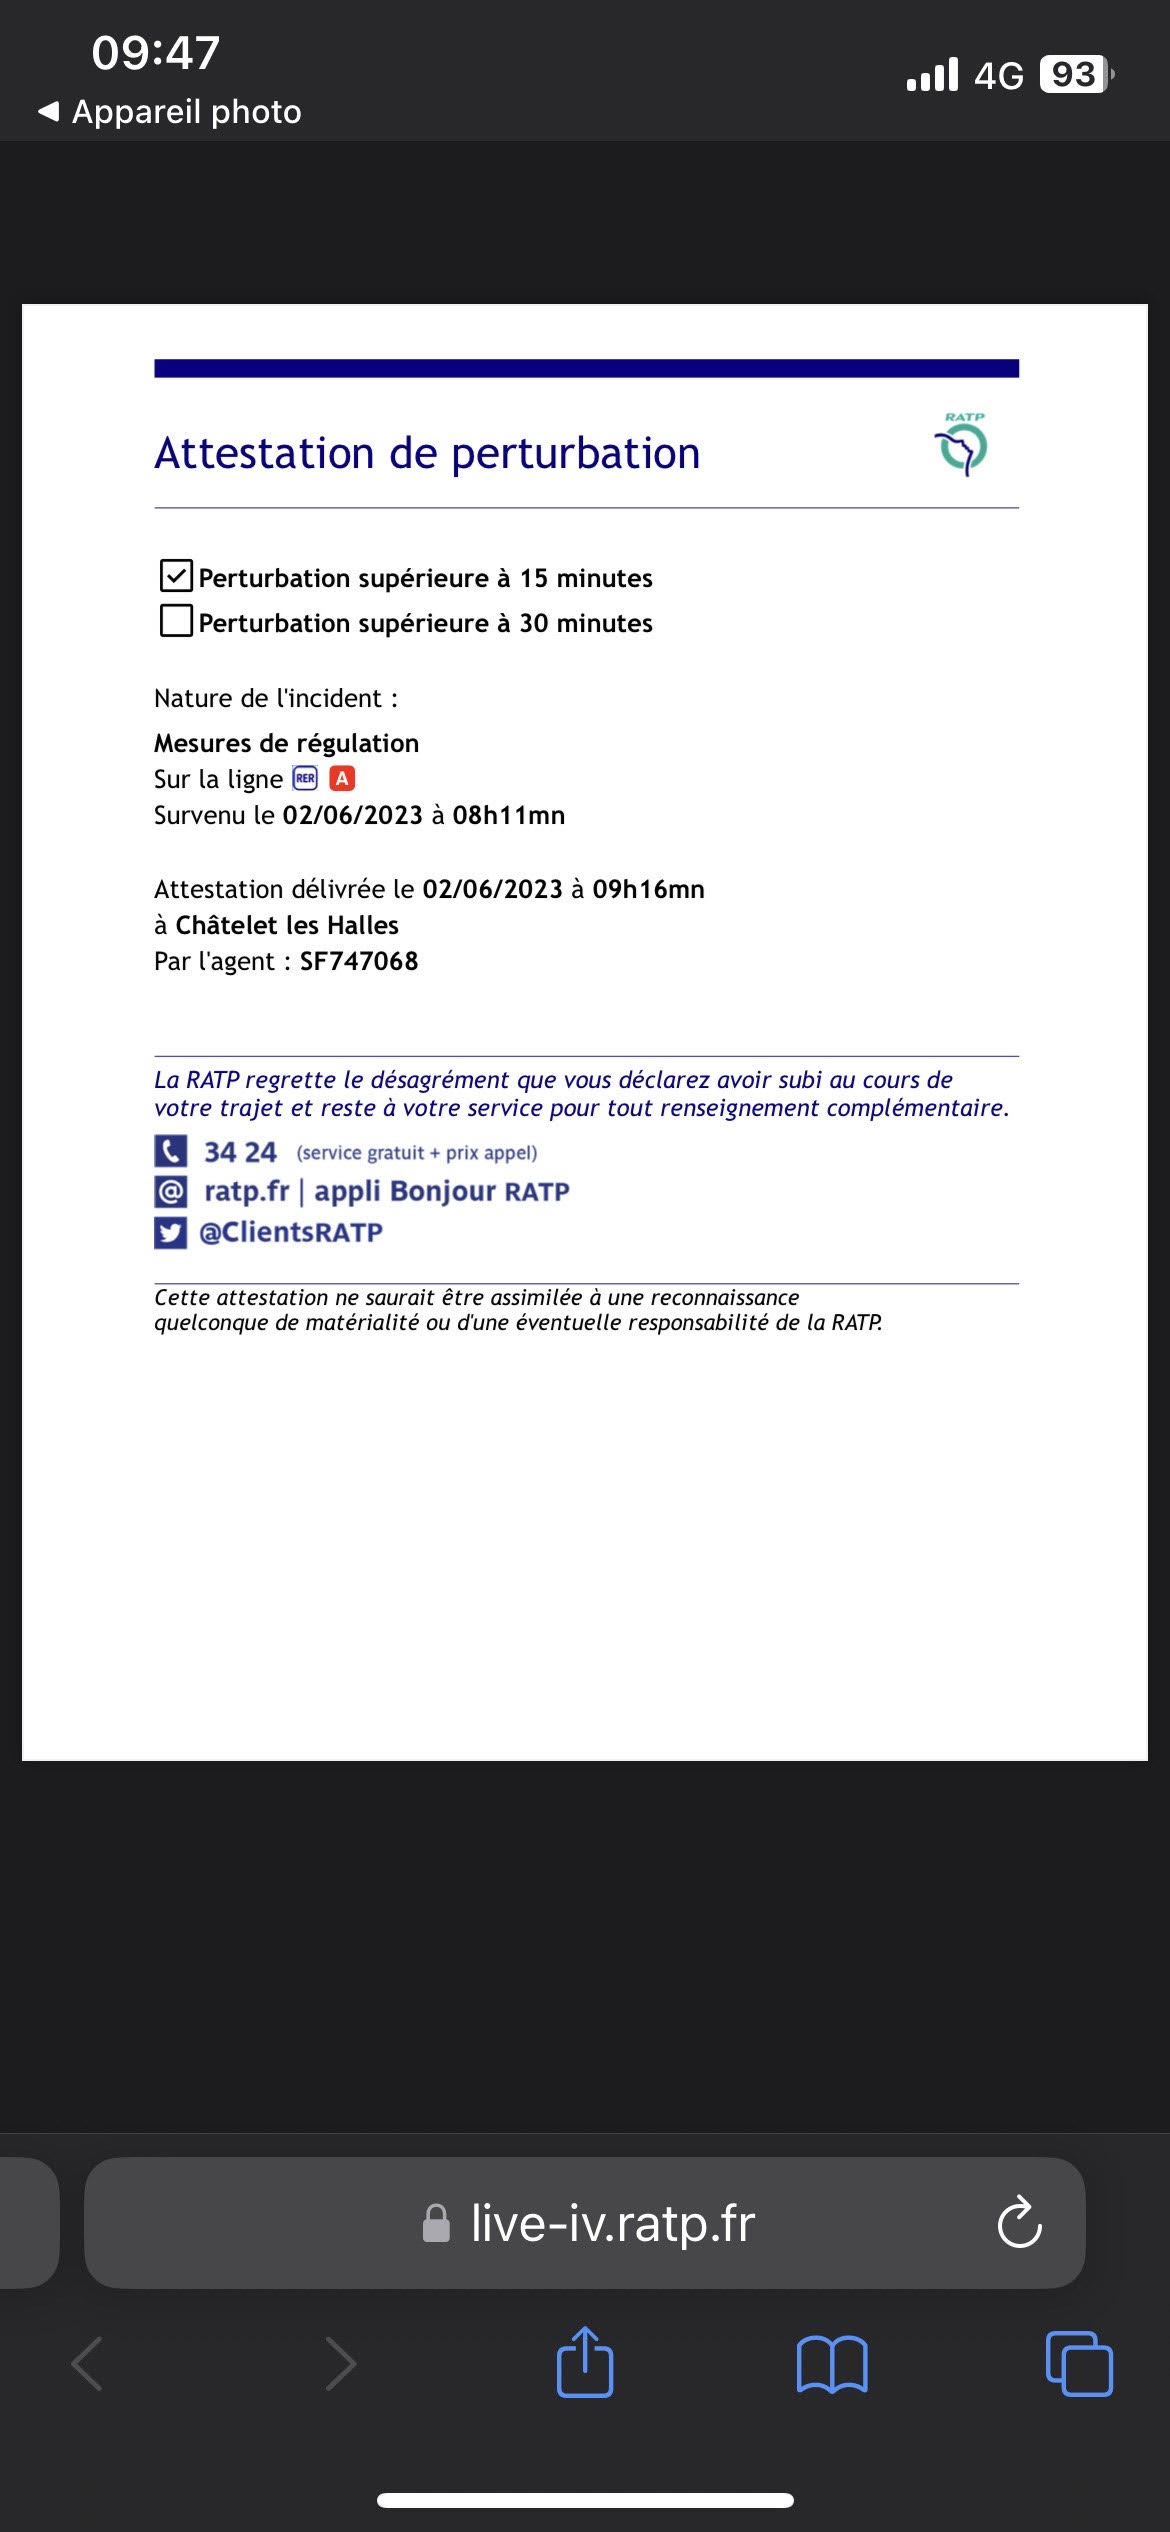 09:47
4G 93
◀ Appareil photo
RATP
Attestation de perturbation
Perturbation supérieure à 15 minutes
Perturbation supérieure à 30 minutes
Nature de l'incident :
Mesures de régulation
Sur la ligne RER A
Survenu le 02/06/2023 à 08h11mn
Attestation délivrée le 02/06/2023 à 09h16mn
à Châtelet les Halles
Par l'agent : SF747068
La RATP regrette le désagrément que vous déclarez avoir subi au cours de
votre trajet et reste à votre service pour tout renseignement complémentaire.
34 24 (service gratuit + prix appel)
@ ratp.fr | appli Bonjour RATP
@ClientsRATP
Cette attestation ne saurait être assimilée à une reconnaissance
quelconque de matérialité ou d'une éventuelle responsabilité de la RATP.
live-iv.ratp.fr